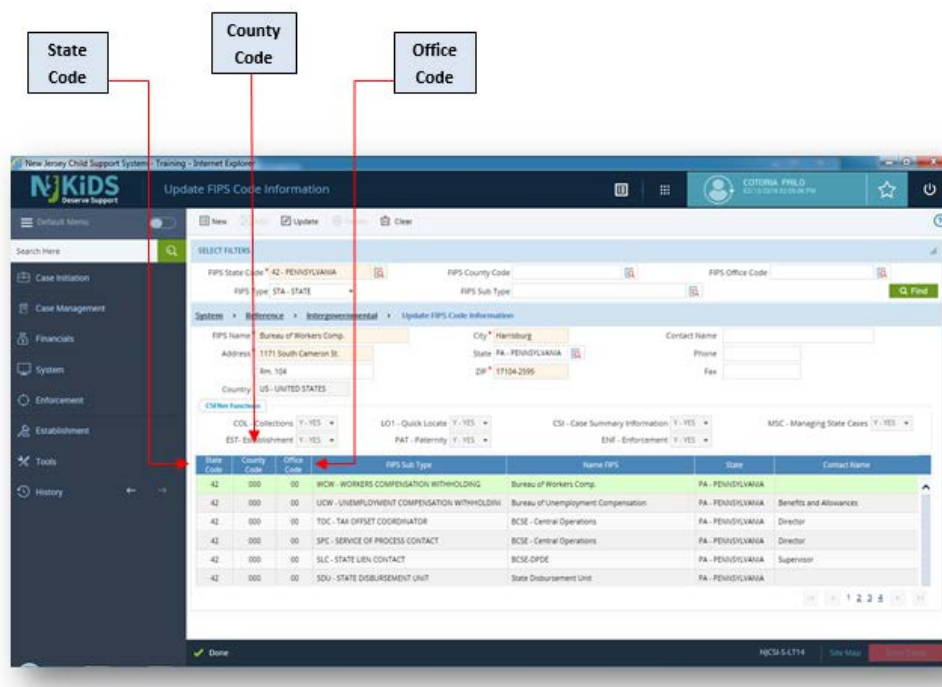 State Code
County Code
Office Code
New Jersey Child Support System - Training - Internet Explorer
NJKiDS
Deserve Support
Update FIPS Code Information
COTORIA PRILO
Default Menu
New Update Clear
Search Here
SELECT FILTERS
Case Initiation
Case Management
Financials
System
Enforcement
Establishment
Tools
History
FIPS State Code * 42 - PENNSYLVANIA FIPS County Code FIPS Office Code
FIPS Type STA - STATE FIPS Sub Type Find
System Reference Intergovernmental Update FIPS Code Information
FIPS Name * Bureau of Workers Comp. City * Harrisburg Contact Name
Address * 1171 South Cameron St. State PA - PENNSYLVANIA Phone
Rm. 104 ZIP * 17104-2595 Fax
Country US - UNITED STATES
CSENet Functions
COL - Collections Y - YES LO1 - Quick Locate Y - YES CSI - Case Summary Information Y - YES MSC - Managing State Cases Y - YES
EST- Establishment Y - YES PAT - Paternity Y - YES ENF - Enforcement Y - YES
State Code County Code Office Code FIPS Sub Type Name FIPS State Contact Name
42 000 00 WCW - WORKERS COMPENSATION WITHHOLDING Bureau of Workers Comp. PA - PENNSYLVANIA
42 000 00 UCW - UNEMPLOYMENT COMPENSATION WITHHOLDIN Bureau of Unemployment Compensation PA - PENNSYLVANIA Benefits and Allowances
42 000 00 TOC - TAX OFFSET COORDINATOR BCSE - Central Operations PA - PENNSYLVANIA Director
42 000 00 SPC - SERVICE OF PROCESS CONTACT BCSE - Central Operations PA - PENNSYLVANIA Director
42 000 00 SLC - STATE LIEN CONTACT BCSE-DPDE PA - PENNSYLVANIA Supervisor
42 000 00 SDU - STATE DISBURSEMENT UNIT State Disbursement Unit PA - PENNSYLVANIA
1 2 3 4
Done NJCSI-S-LT14 Site Map